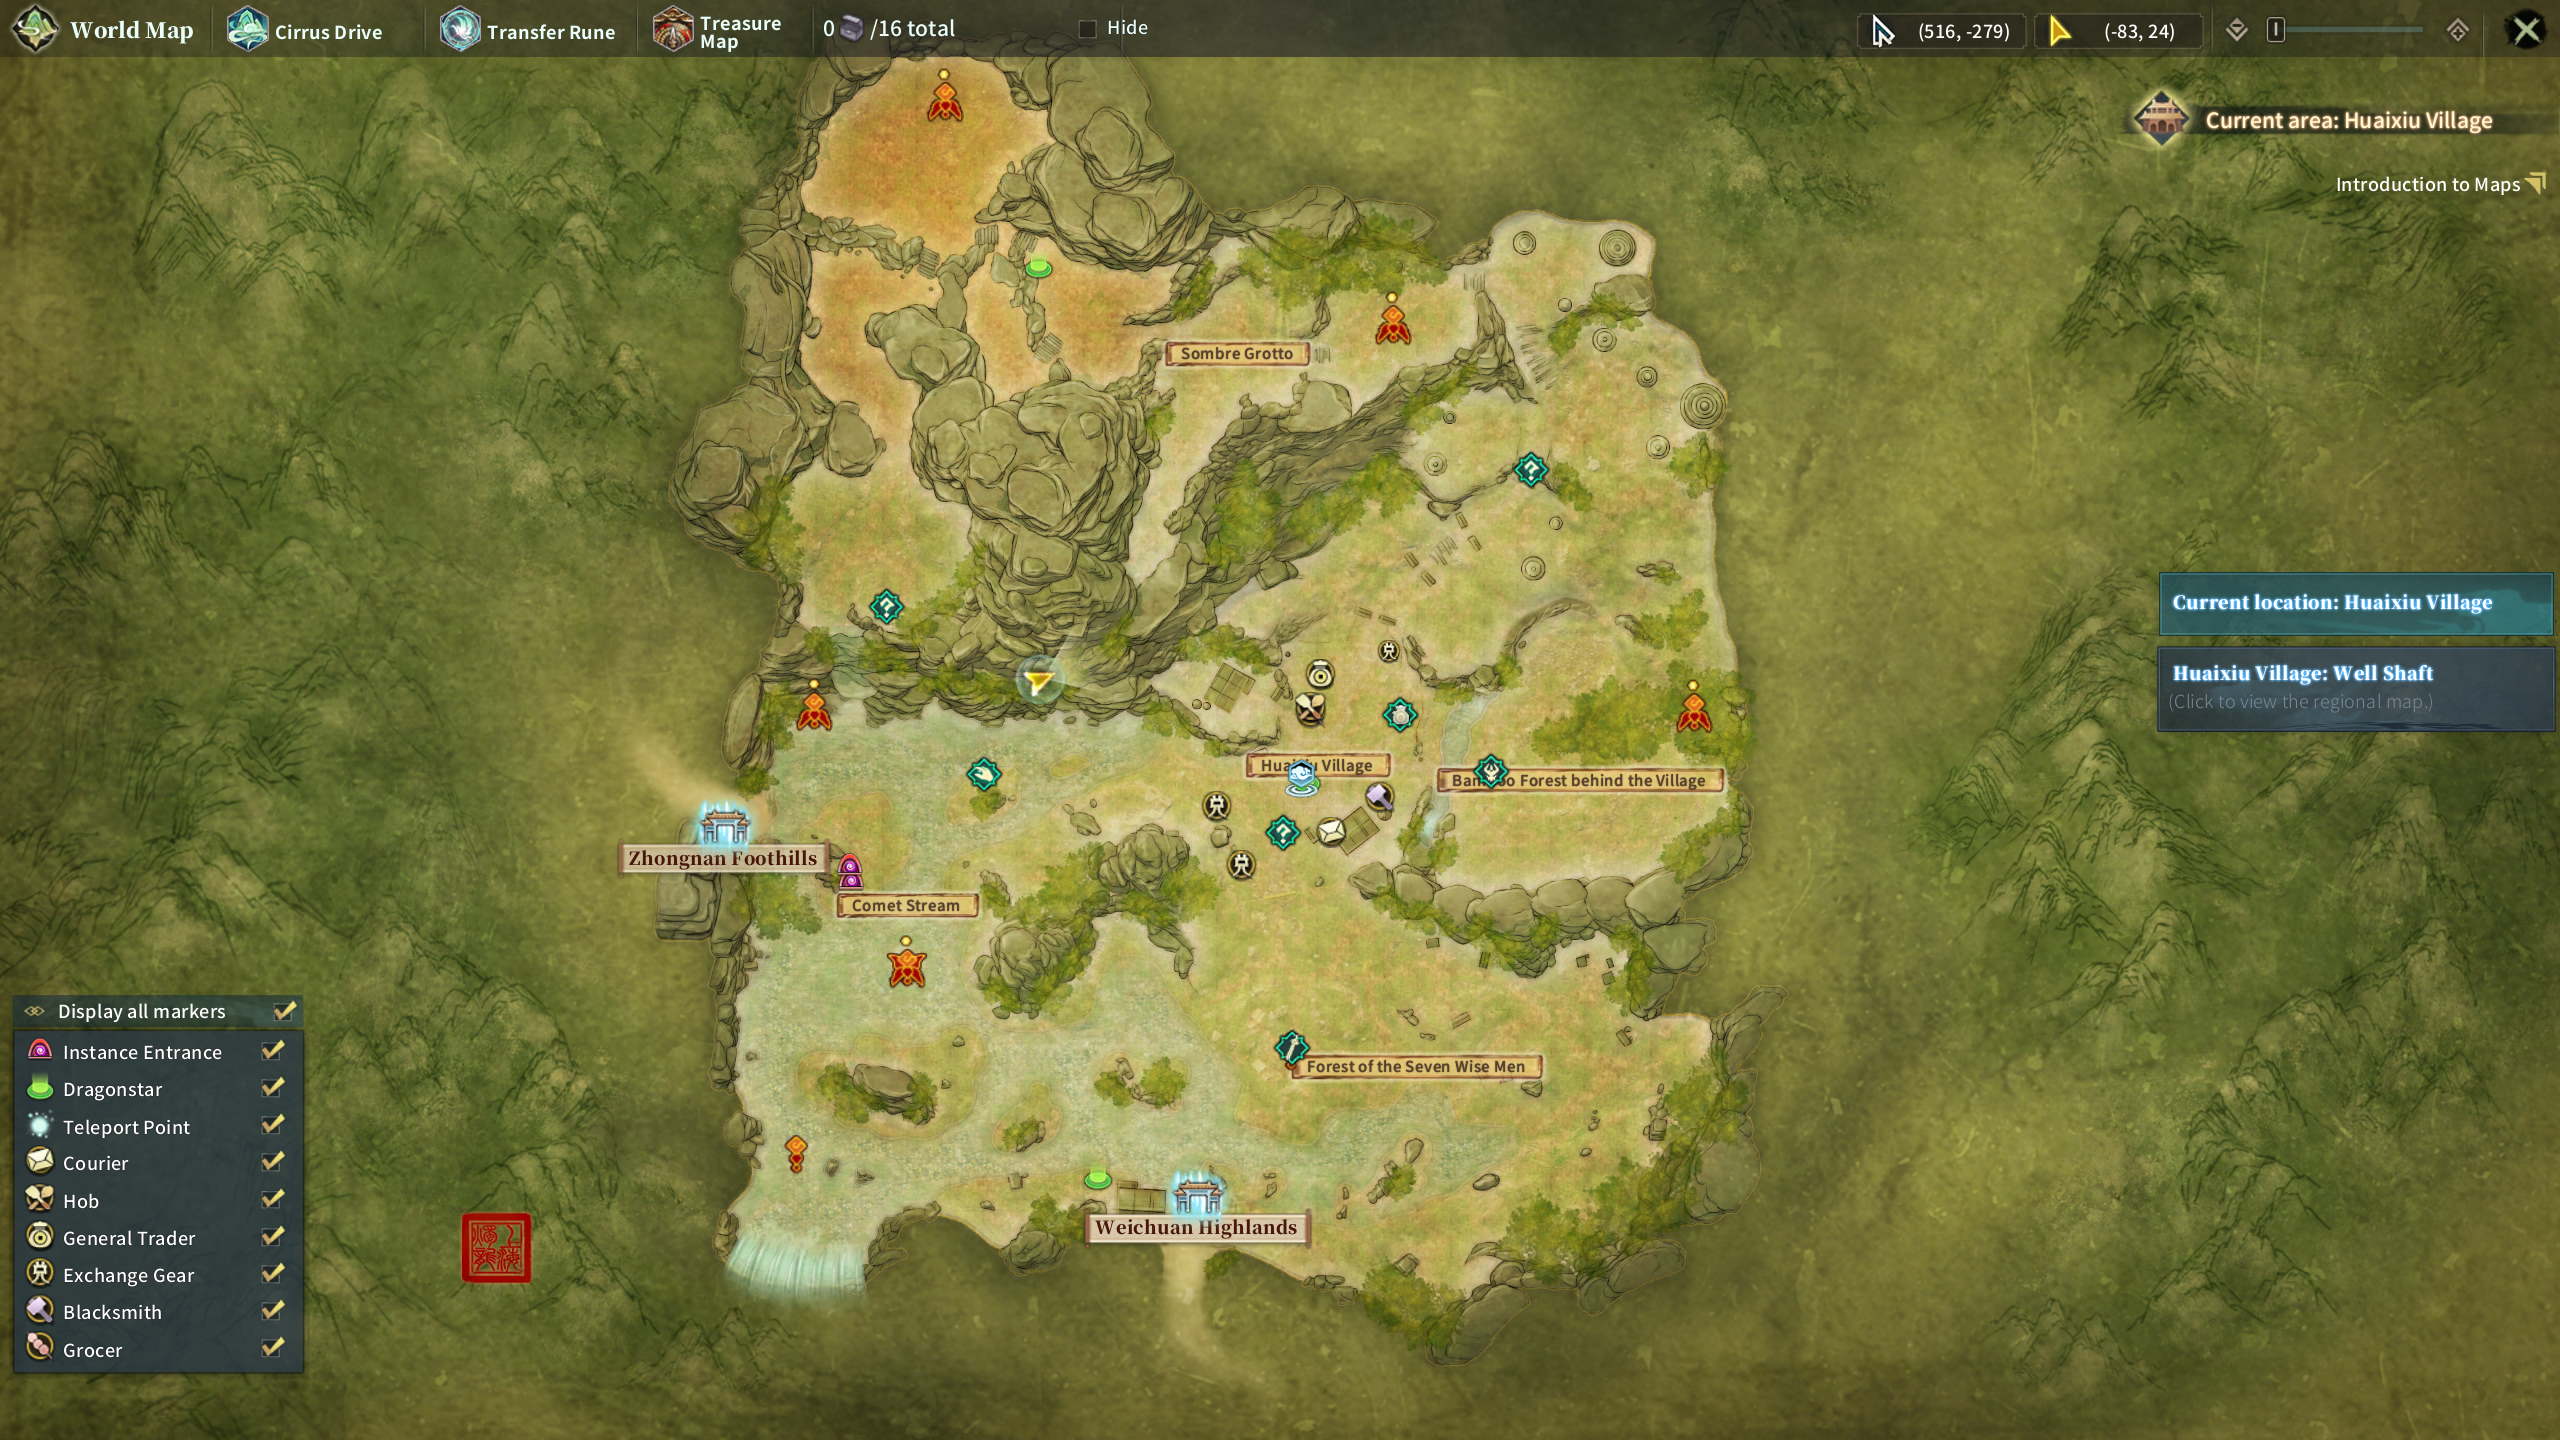 World Map
Cirrus Drive
Transfer Rune
Treasure
Map
0 /16 total
Hide
(516, -279)
(-83, 24)
Current area: Huaixiu Village
Introduction to Maps
Sombre Grotto
Current location: Huaixiu Village
Huaixiu Village: Well Shaft
(Click to view the regional map.)
Village
Forest behind the Village
Zhongnan Foothills
Comet Stream
Forest of the Seven Wise Men
Weichuan Highlands
Display all markers
Instance Entrance
Dragonstar
Teleport Point
Courier
Hob
General Trader
Exchange Gear
Blacksmith
Grocer